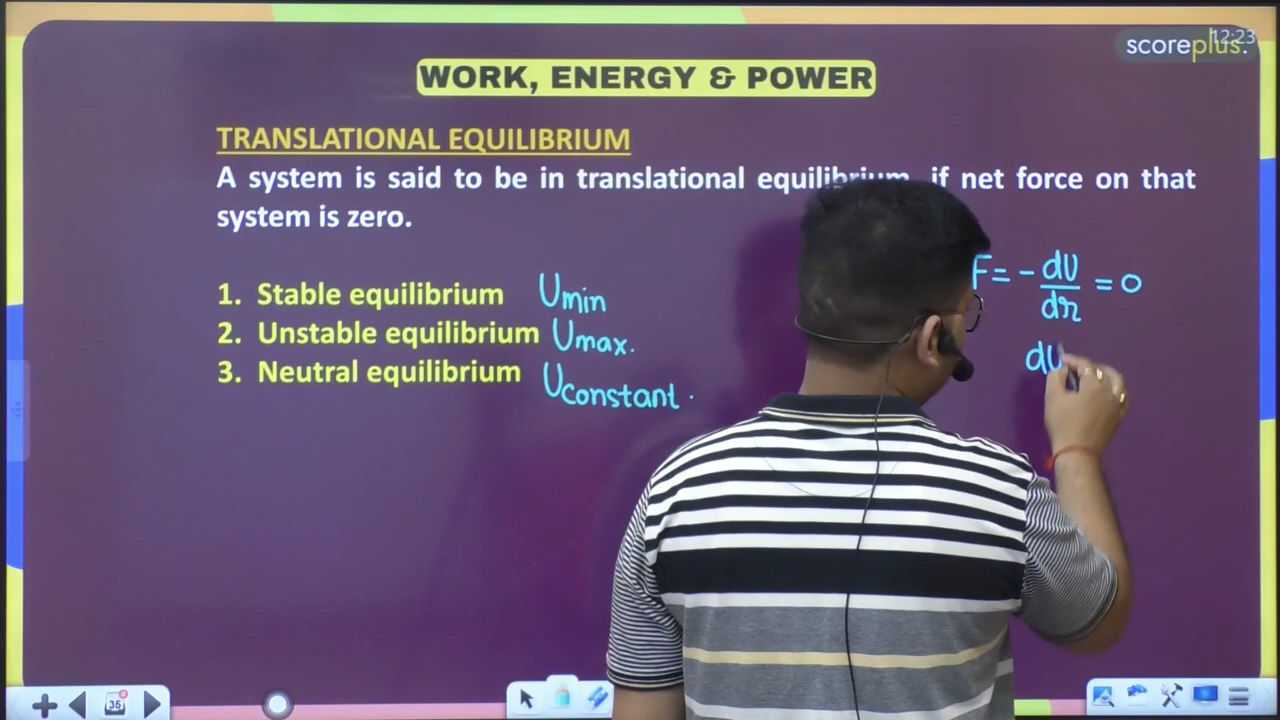 12:23
scoreplus.
WORK, ENERGY & POWER
TRANSLATIONAL EQUILIBRIUM
A system is said to be in translational equilibrium, if net force on that
system is zero.
F = - dU/dr = 0
1. Stable equilibrium Umin
2. Unstable equilibrium Umax.
3. Neutral equilibrium Uconstant.
dU
35